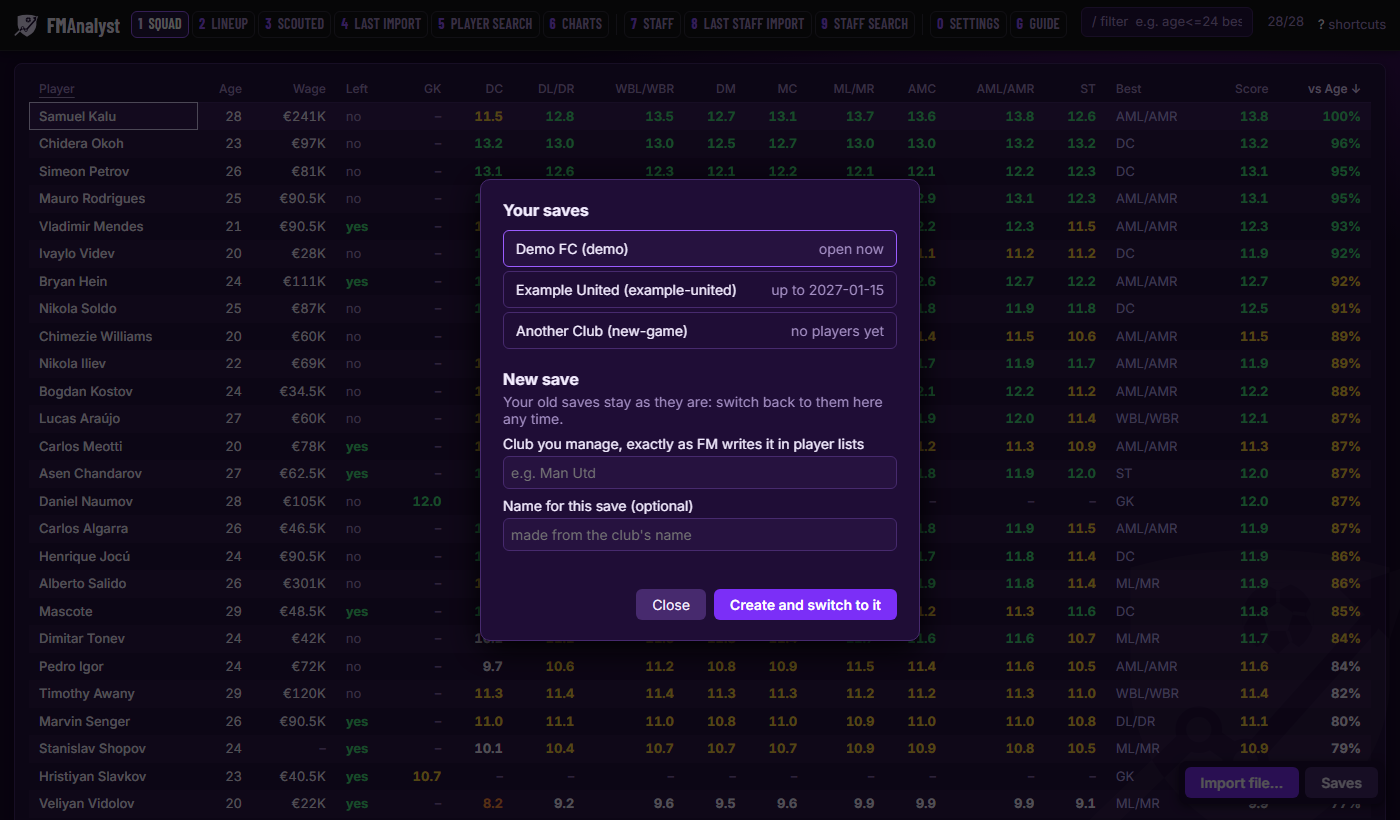 FMAnalyst 1 SQUAD 2 LINEUP 3 SCOUTED 4 LAST IMPORT 5 PLAYER SEARCH 6 CHARTS 7 STAFF 8 LAST STAFF IMPORT 9 STAFF SEARCH 0 SETTINGS G GUIDE / filter e.g. age<=24 bes 28/28 ? shortcuts
Player Age Wage Left GK DC DL/DR WBL/WBR DM MC ML/MR AMC AML/AMR ST Best Score vs Age ↓
Samuel Kalu 28 €241K no – 11.5 12.8 13.5 12.7 13.1 13.7 13.6 13.8 12.6 AML/AMR 13.8 100%
Chidera Okoh 23 €97K no – 13.2 13.0 13.0 12.5 12.7 13.0 13.0 13.2 13.2 DC 13.2 96%
Simeon Petrov 26 €81K no – 13.1 12.6 12.3 12.1 12.2 12.1 12.1 12.2 12.3 DC 13.1 95%
Mauro Rodrigues 25 €90.5K no – 13.1 12.3 AML/AMR 13.1 95%
Vladimir Mendes 21 €90.5K yes – 12.3 11.5 AML/AMR 12.3 93%
Ivaylo Videv 20 €28K no – 11.2 11.2 DC 11.9 92%
Bryan Hein 24 €111K yes – 12.7 12.2 AML/AMR 12.7 92%
Nikola Soldo 25 €87K no – 11.9 11.8 DC 12.5 91%
Chimezie Williams 20 €60K no – 11.5 10.6 AML/AMR 11.5 89%
Nikola Iliev 22 €69K no – 11.9 11.7 AML/AMR 11.9 89%
Bogdan Kostov 24 €34.5K no – 12.2 11.2 AML/AMR 12.2 88%
Lucas Araújo 27 €60K no – 12.0 11.4 WBL/WBR 12.1 87%
Carlos Meotti 20 €78K yes – 11.3 10.9 AML/AMR 11.3 87%
Asen Chandarov 27 €62.5K yes – 11.9 12.0 ST 12.0 87%
Daniel Naumov 28 €105K no 12.0 – – – GK 12.0 87%
Carlos Algarra 26 €46.5K no – 11.9 11.5 AML/AMR 11.9 87%
Henrique Jocú 24 €90.5K no – 11.8 11.4 DC 11.9 86%
Alberto Salido 26 €301K no – 11.8 11.4 ML/MR 11.9 86%
Mascote 29 €48.5K yes – 11.3 11.6 DC 11.8 85%
Dimitar Tonev 24 €42K no – 11.6 10.7 ML/MR 11.7 84%
Pedro Igor 24 €72K no – 9.7 10.6 11.2 10.8 10.9 11.5 11.4 11.6 10.5 AML/AMR 11.6 84%
Timothy Awany 29 €120K no – 11.3 11.4 11.4 11.3 11.3 11.2 11.2 11.3 11.0 WBL/WBR 11.4 82%
Marvin Senger 26 €90.5K yes – 11.0 11.1 11.0 10.8 11.0 10.9 11.0 11.0 10.8 DL/DR 11.1 80%
Stanislav Shopov 24 – yes – 10.1 10.4 10.7 10.7 10.7 10.9 10.9 10.8 10.5 ML/MR 10.9 79%
Hristiyan Slavkov 23 €40.5K yes 10.7 – – – – – – – – – GK
Veliyan Vidolov 20 €22K yes – 8.2 9.2 9.6 9.5 9.6 9.9 9.9 9.9 9.1 ML/MR
Your saves
Demo FC (demo) open now
Example United (example-united) up to 2027-01-15
Another Club (new-game) no players yet
New save
Your old saves stay as they are: switch back to them here
any time.
Club you manage, exactly as FM writes it in player lists
e.g. Man Utd
Name for this save (optional)
made from the club's name
Close Create and switch to it
Import file... Saves